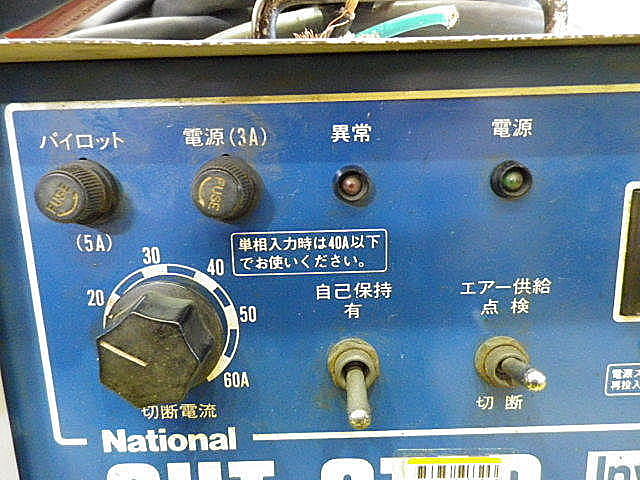 パイロット
電源(3A)
異常
電源
FUSE
FUSE
(5A)
単相入力時は40A以下
でお使いください。
20
30
40
50
60A
切断電流
自己保持
有
エアー供給
点検
切断
National
CUT